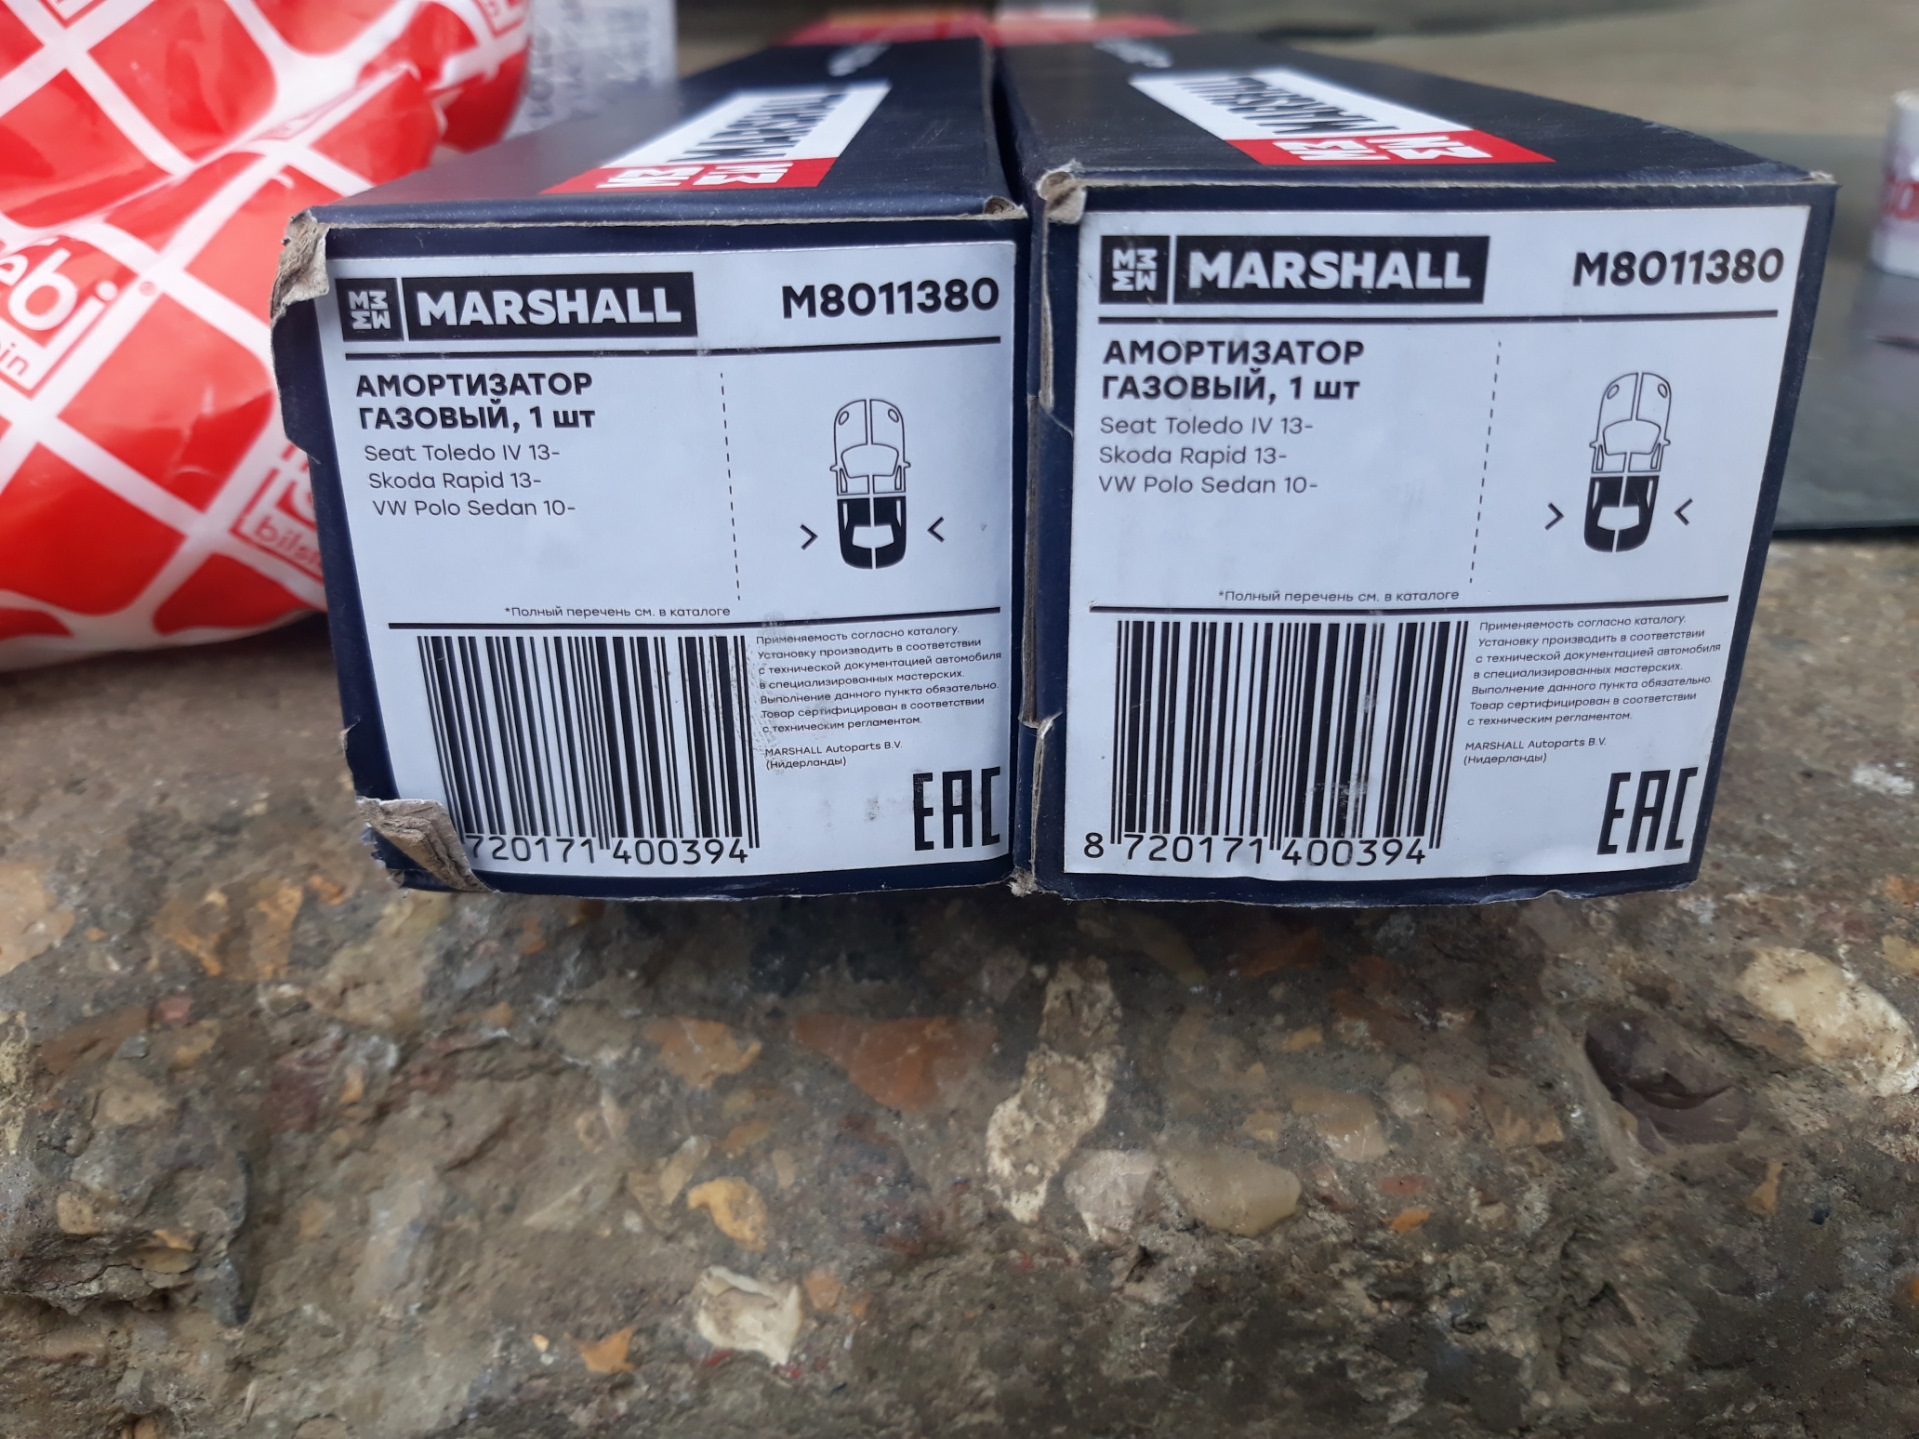 MARSHALL
M8011380
АМОРТИЗАТОР
ГАЗОВЫЙ, 1 шт
Seat Toledo IV 13-
Skoda Rapid 13-
VW Polo Sedan 10-
> <
*Полный перечень см. в каталоге
Применяемость согласно каталогу.
Установку производить в соответствии
с технической документацией автомобиля
в специализированных мастерских.
Выполнение данного пункта обязательно.
Товар сертифицирован в соответствии
с техническим регламентом.
MARSHALL Autoparts B.V.
(Нидерланды)
EAC
720171 400394
MARSHALL
M8011380
АМОРТИЗАТОР
ГАЗОВЫЙ, 1 шт
Seat Toledo IV 13-
Skoda Rapid 13-
VW Polo Sedan 10-
> <
*Полный перечень см. в каталоге
Применяемость согласно каталогу.
Установку производить в соответствии
с технической документацией автомобиля
в специализированных мастерских.
Выполнение данного пункта обязательно.
Товар сертифицирован в соответствии
с техническим регламентом.
MARSHALL Autoparts B.V.
(Нидерланды)
EAC
8 720171 400394
MARSHALL
MARSHALL
ebi
in
bilst